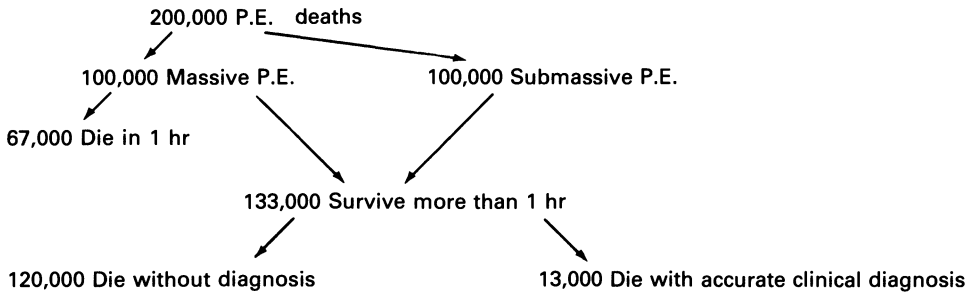 200,000 P.E. deaths
100,000 Massive P.E.
100,000 Submassive P.E.
67,000 Die in 1 hr
133,000 Survive more than 1 hr
120,000 Die without diagnosis
13,000 Die with accurate clinical diagnosis